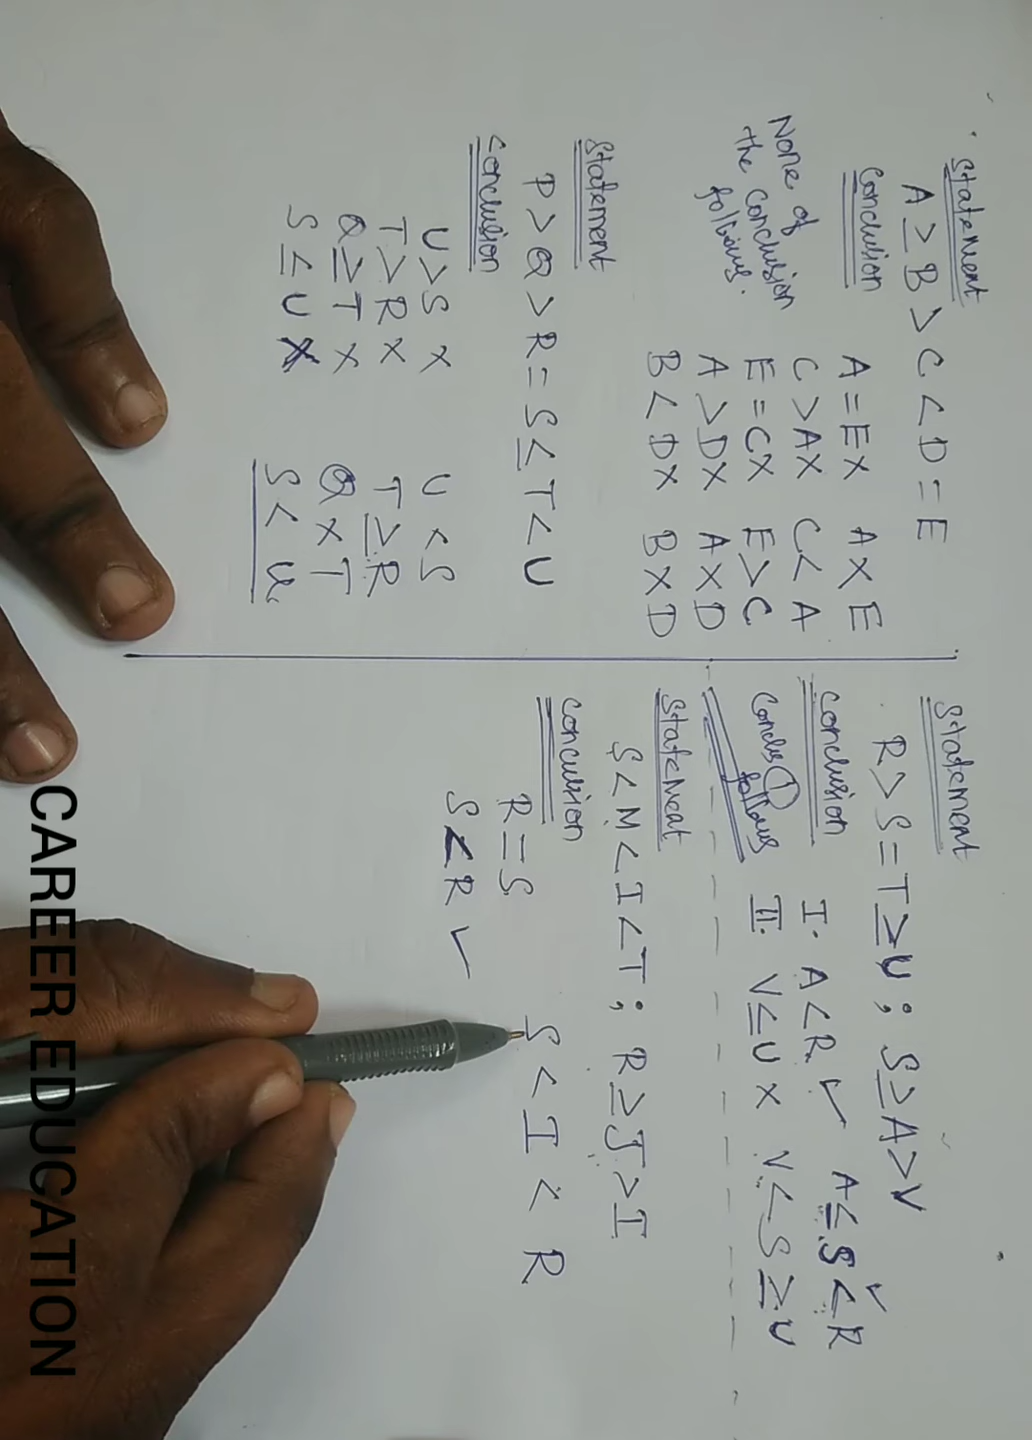 Statement
A ≥ B > C < D = E
Conclusion
A = E x A x E
C > A x C < A
None of
the conclusion
follows.
E = C x E > C
A > D x A x D
B < D x B x D
Statement
P > Q > R = S ≤ T < U
Conclusion
U > S x U < S
T > R x T ≥ R
Q ≥ T x Q x T
S ≤ U x S < U
Statement
R > S = T ≥ U ; S ≥ A > V
Conclusion
I. A < R ✓ A ≤ S < R ✓
II. V ≤ U x V < S ≥ U
Conclus I
follows
Statement
S < M < I < T ; R ≥ J > I
Conclusion
R = S
S < R ✓ S < I < R
CAREER EDUCATION